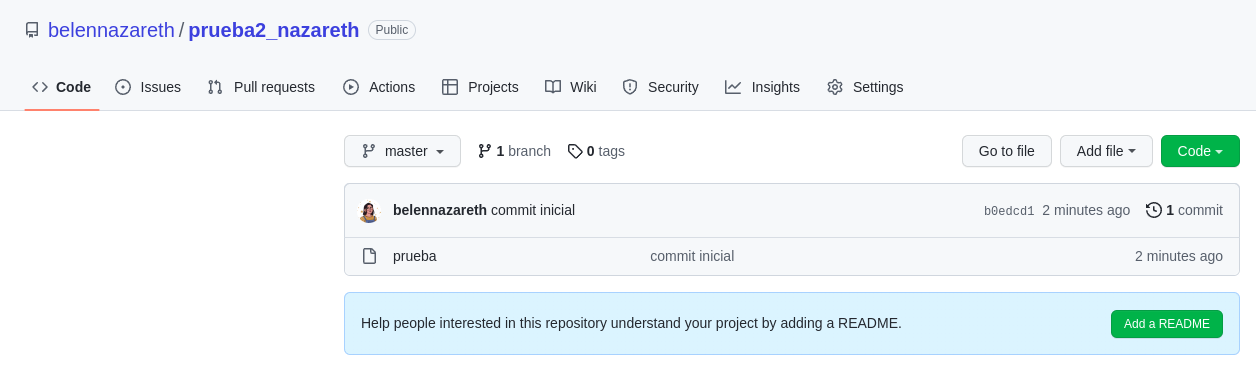 belennazareth / prueba2_nazareth Public
Code Issues Pull requests Actions Projects Wiki Security Insights Settings
master 1 branch 0 tags Go to file Add file Code
belennazareth commit inicial b0edcd1 2 minutes ago 1 commit
prueba commit inicial 2 minutes ago
Help people interested in this repository understand your project by adding a README. Add a README